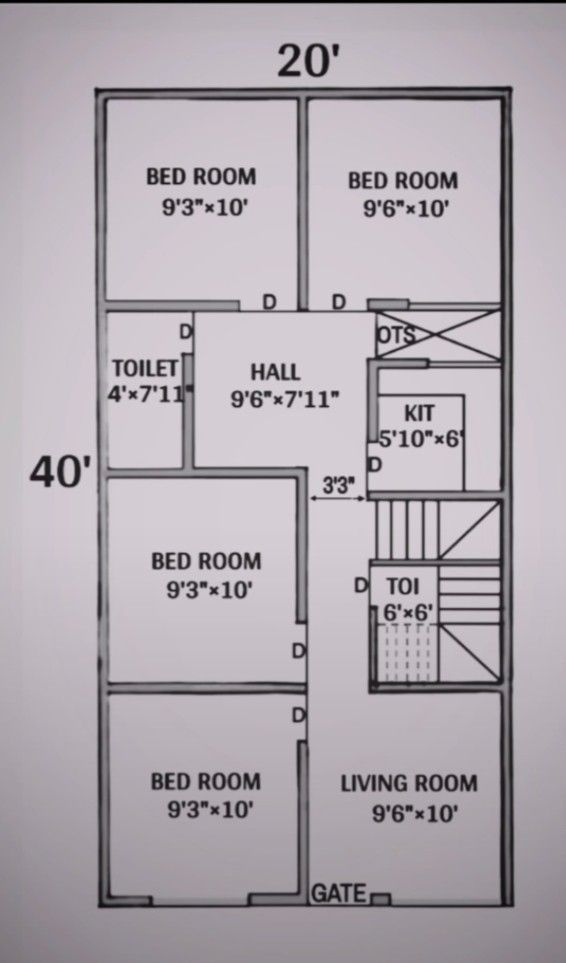 20'
BED ROOM
9'3"×10'
BED ROOM
9'6"×10'
D
D
D
OTS
TOILET
4'×7'11"
HALL
9'6"×7'11"
KIT
5'10"×6'
D
40'
3'3"
BED ROOM
9'3"×10'
D
TOI
6'×6'
D
D
BED ROOM
9'3"×10'
LIVING ROOM
9'6"×10'
GATE